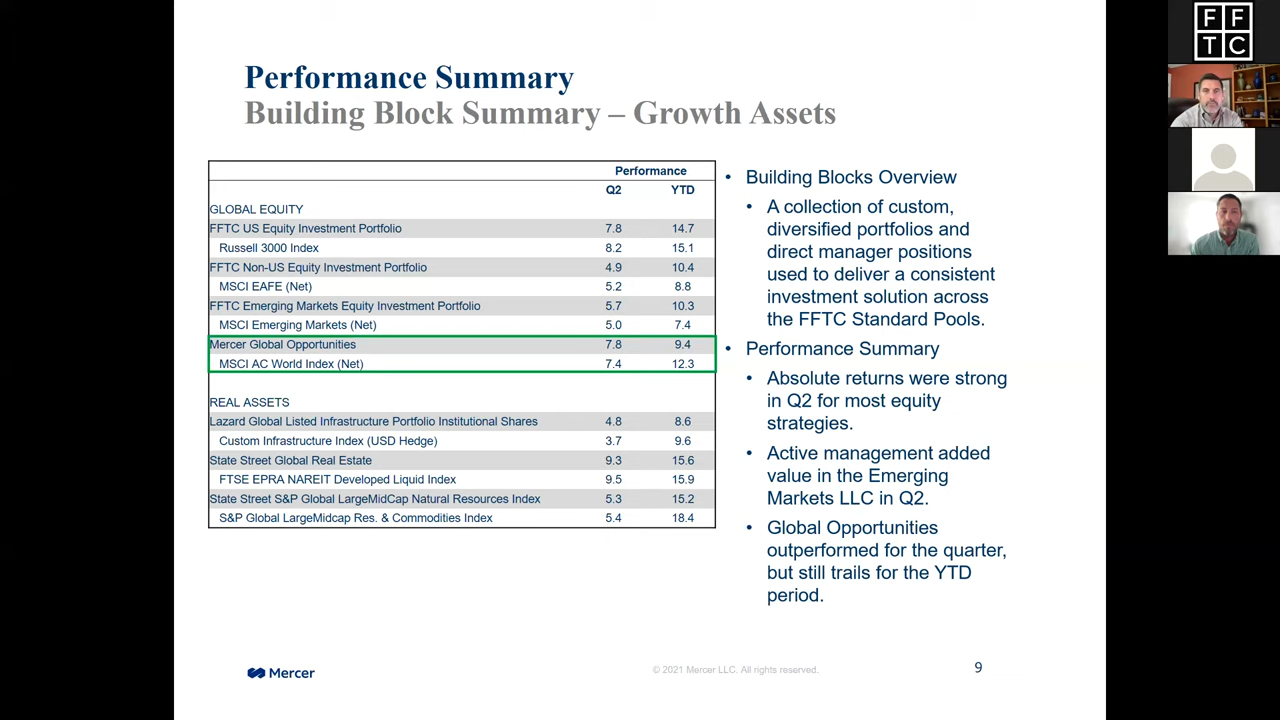 Performance Summary
Building Block Summary – Growth Assets
Performance
Q2 YTD
GLOBAL EQUITY
FFTC US Equity Investment Portfolio 7.8 14.7
Russell 3000 Index 8.2 15.1
FFTC Non-US Equity Investment Portfolio 4.9 10.4
MSCI EAFE (Net) 5.2 8.8
FFTC Emerging Markets Equity Investment Portfolio 5.7 10.3
MSCI Emerging Markets (Net) 5.0 7.4
Mercer Global Opportunities 7.8 9.4
MSCI AC World Index (Net) 7.4 12.3
REAL ASSETS
Lazard Global Listed Infrastructure Portfolio Institutional Shares 4.8 8.6
Custom Infrastructure Index (USD Hedge) 3.7 9.6
State Street Global Real Estate 9.3 15.6
FTSE EPRA NAREIT Developed Liquid Index 9.5 15.9
State Street S&P Global LargeMidCap Natural Resources Index 5.3 15.2
S&P Global LargeMidcap Res. & Commodities Index 5.4 18.4
• Building Blocks Overview
• A collection of custom,
diversified portfolios and
direct manager positions
used to deliver a consistent
investment solution across
the FFTC Standard Pools.
• Performance Summary
• Absolute returns were strong
in Q2 for most equity
strategies.
• Active management added
value in the Emerging
Markets LLC in Q2.
• Global Opportunities
outperformed for the quarter,
but still trails for the YTD
period.
Mercer
© 2021 Mercer LLC. All rights reserved.
9
F F
T C